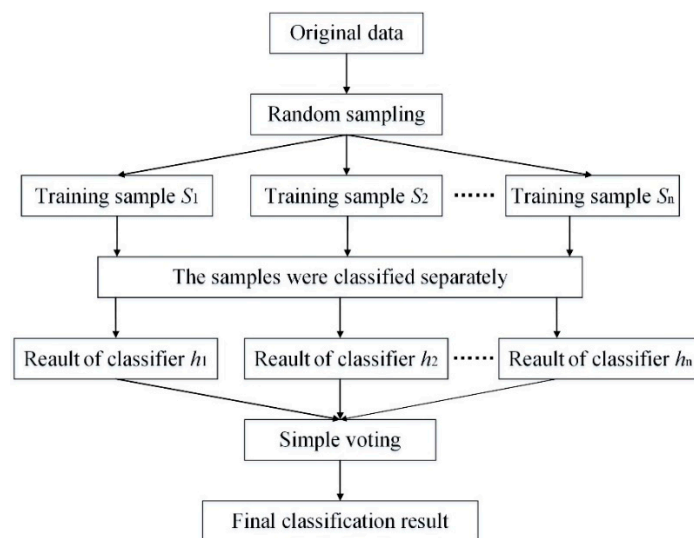 Original data
Random sampling
Training sample S1
Training sample S2
······
Training sample Sn
The samples were classified separately
Reault of classifier h1
Reault of classifier h2
······
Reault of classifier hn
Simple voting
Final classification result